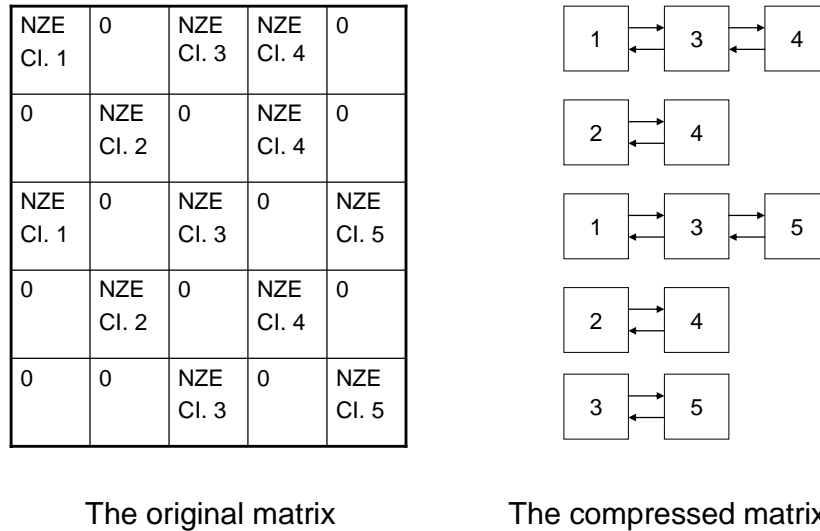 NZE 0 NZE NZE 0
Cl. 1 Cl. 3 Cl. 4
0 NZE 0 NZE 0
Cl. 2 Cl. 4
NZE 0 NZE 0 NZE
Cl. 1 Cl. 3 Cl. 5
0 NZE 0 NZE 0
Cl. 2 Cl. 4
0 0 NZE 0 NZE
Cl. 3 Cl. 5
The original matrix
1 3 4
2 4
1 3 5
2 4
3 5
The compressed matrix